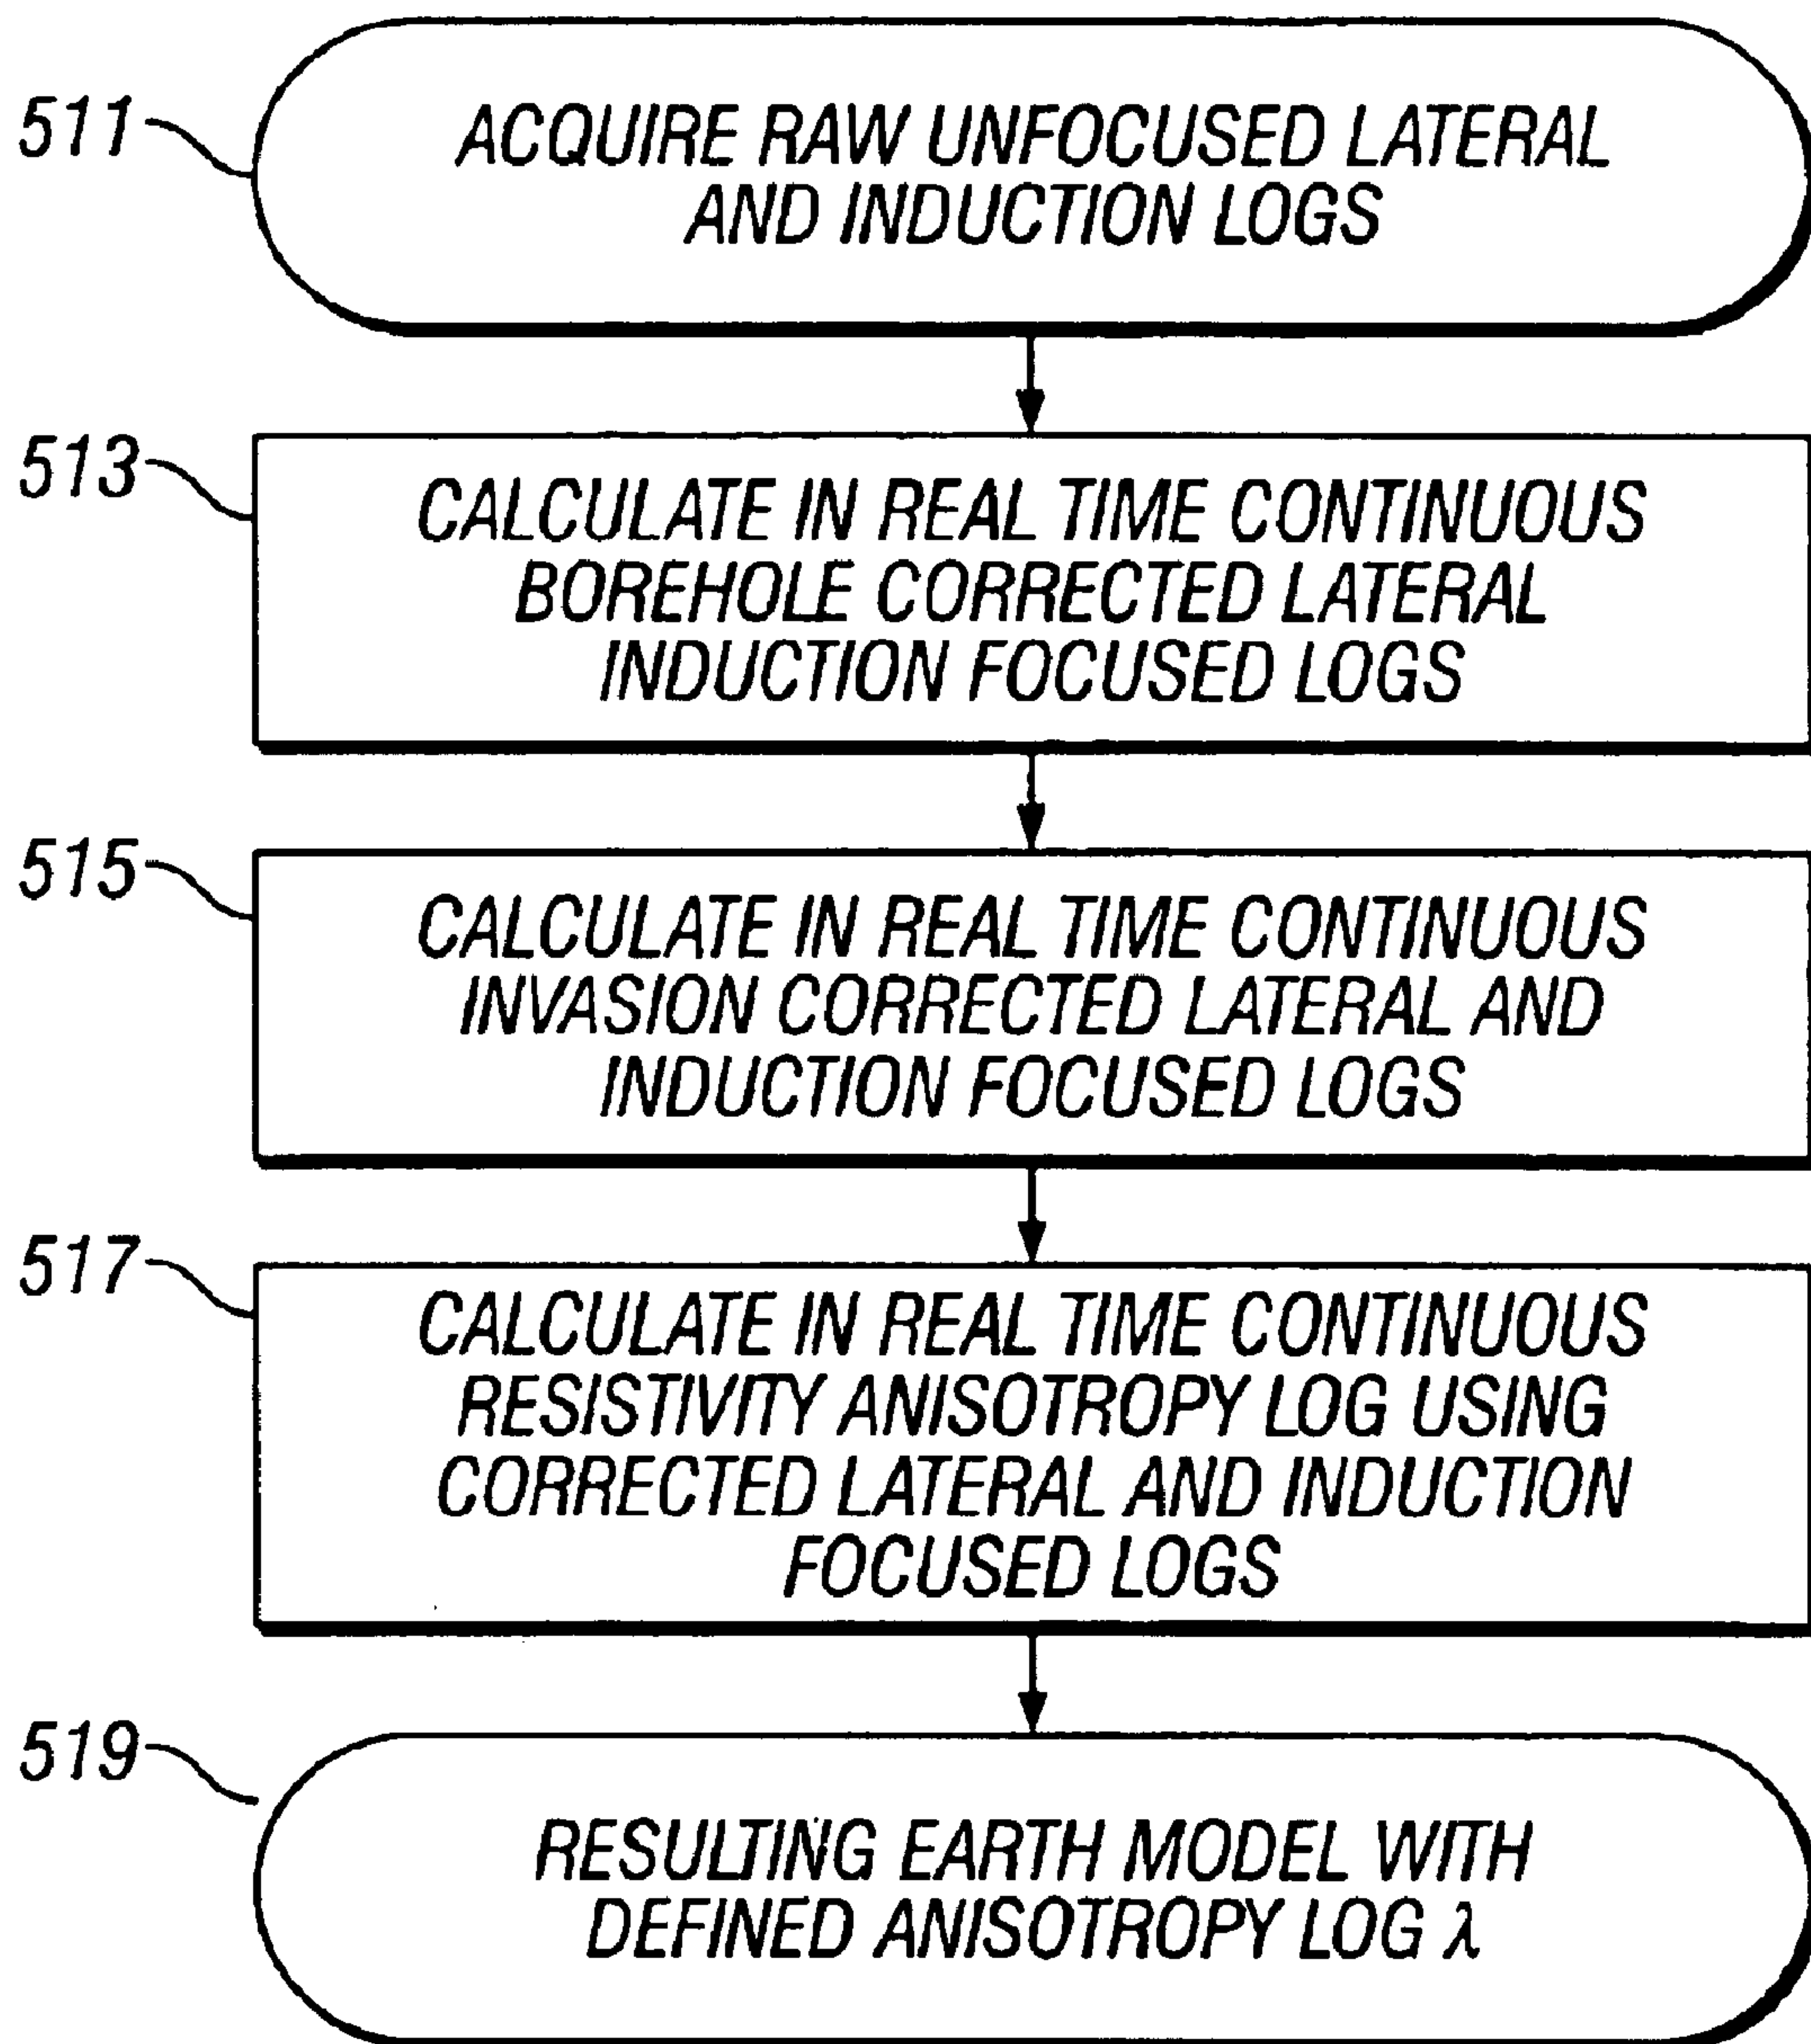 511
ACQUIRE RAW UNFOCUSED LATERAL
AND INDUCTION LOGS
513
CALCULATE IN REAL TIME CONTINUOUS
BOREHOLE CORRECTED LATERAL
INDUCTION FOCUSED LOGS
515
CALCULATE IN REAL TIME CONTINUOUS
INVASION CORRECTED LATERAL AND
INDUCTION FOCUSED LOGS
517
CALCULATE IN REAL TIME CONTINUOUS
RESISTIVITY ANISOTROPY LOG USING
CORRECTED LATERAL AND INDUCTION
FOCUSED LOGS
519
RESULTING EARTH MODEL WITH
DEFINED ANISOTROPY LOG λ